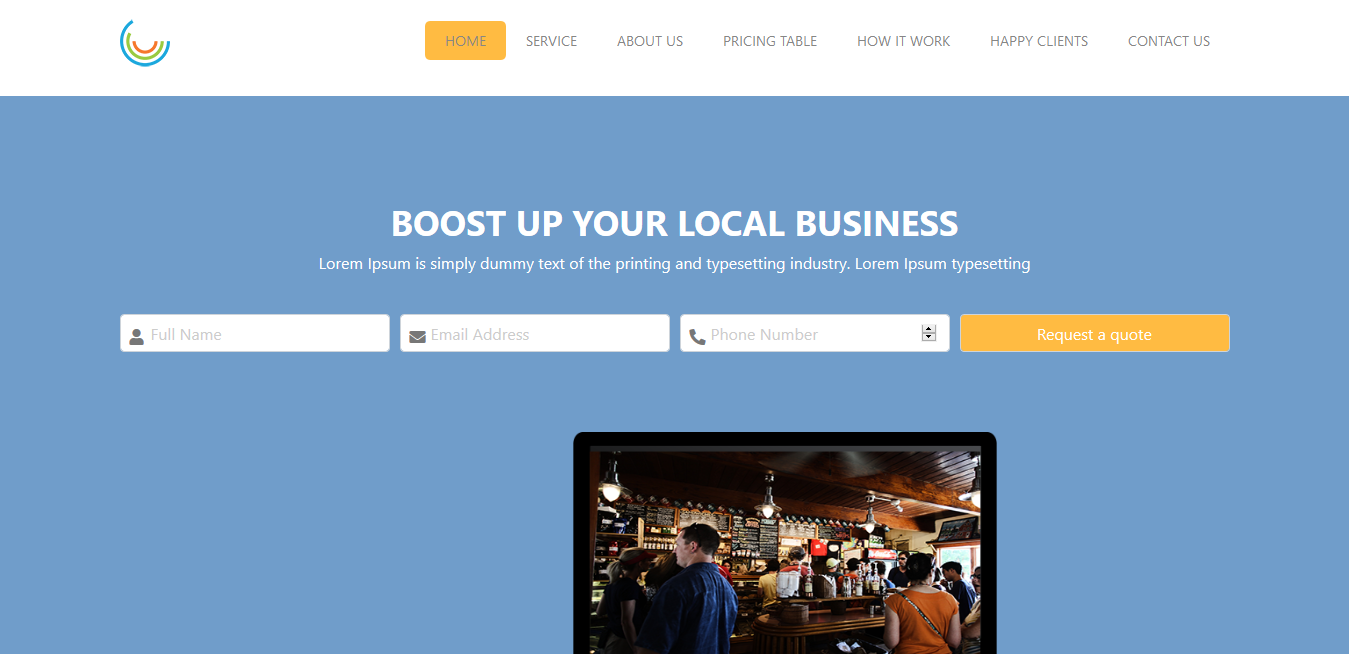 HOME SERVICE ABOUT US PRICING TABLE HOW IT WORK HAPPY CLIENTS CONTACT US
BOOST UP YOUR LOCAL BUSINESS
Lorem Ipsum is simply dummy text of the printing and typesetting industry. Lorem Ipsum typesetting
Full Name Email Address Phone Number Request a quote